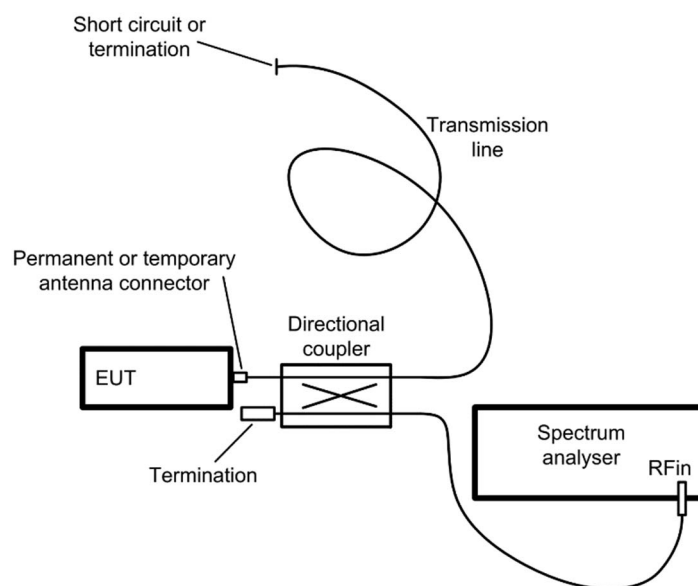 Short circuit or
termination
Transmission
line
Permanent or temporary
antenna connector
Directional
coupler
EUT
Spectrum
analyser
RFin
Termination